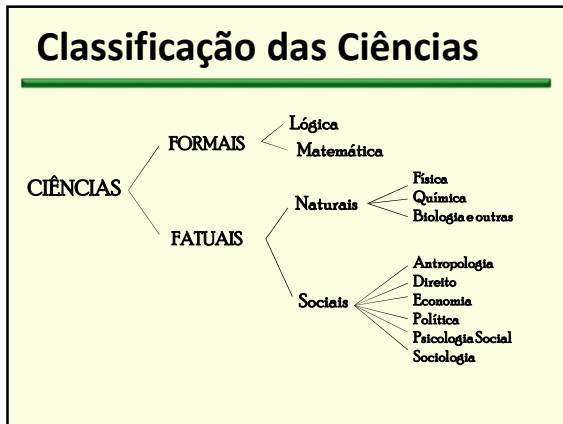 Classificação das Ciências
CIÊNCIAS
FORMAIS
Lógica
Matemática
FATUAIS
Naturais
Física
Química
Biologia e outras
Sociais
Antropologia
Direito
Economia
Política
Psicologia Social
Sociologia